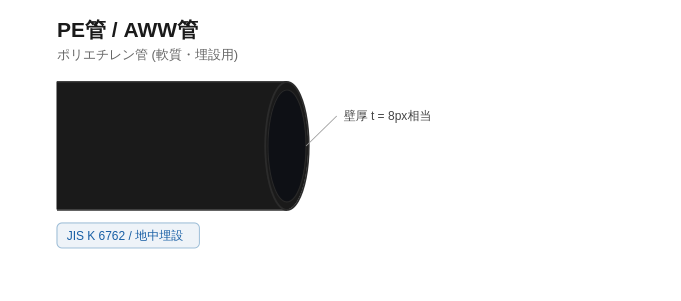 PE管 / AWW管
ポリエチレン管 (軟質・埋設用)
壁厚 t = 8px相当
JIS K 6762 / 地中埋設